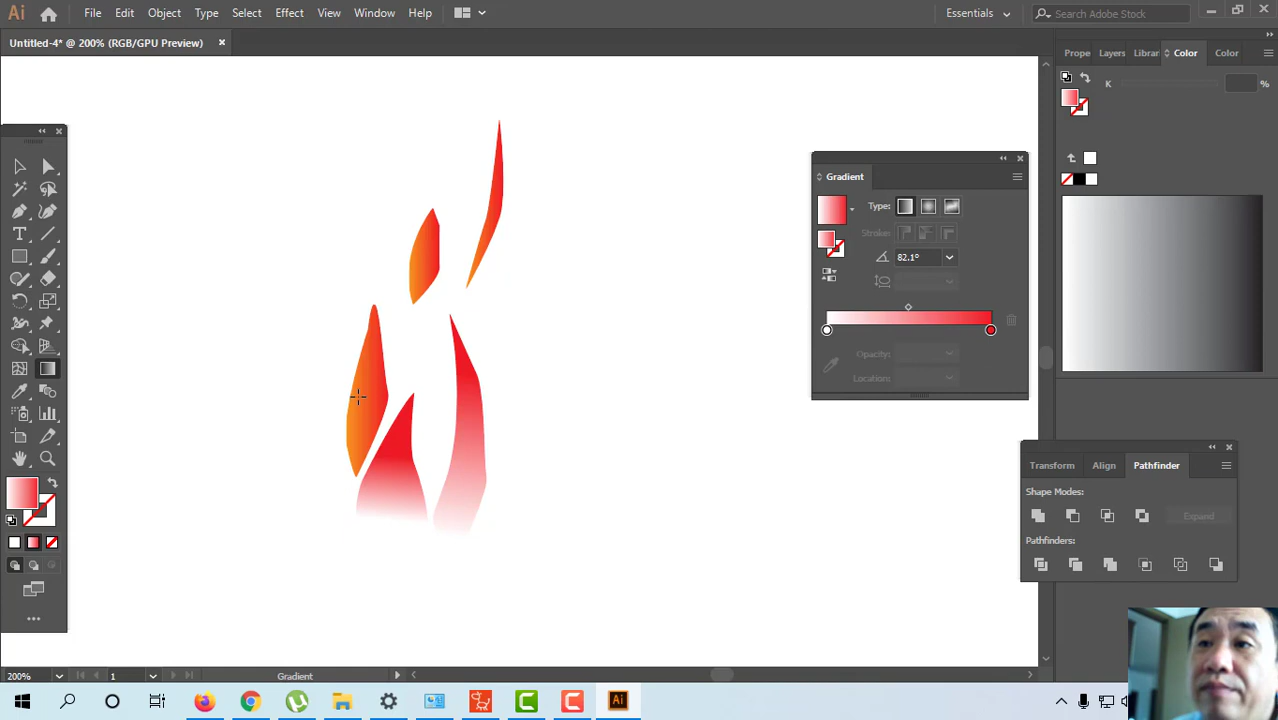 Ai File Edit Object Type Select Effect View Window Help Essentials Search Adobe Stock
Untitled-4* @ 200% (RGB/GPU Preview)
Prope Layers Librar Color Color
K %
Gradient
Type:
Stroke:
82.1°
Opacity:
Location:
Transform Align Pathfinder
Shape Modes:
Expand
Pathfinders:
200% 1 Gradient
Ai